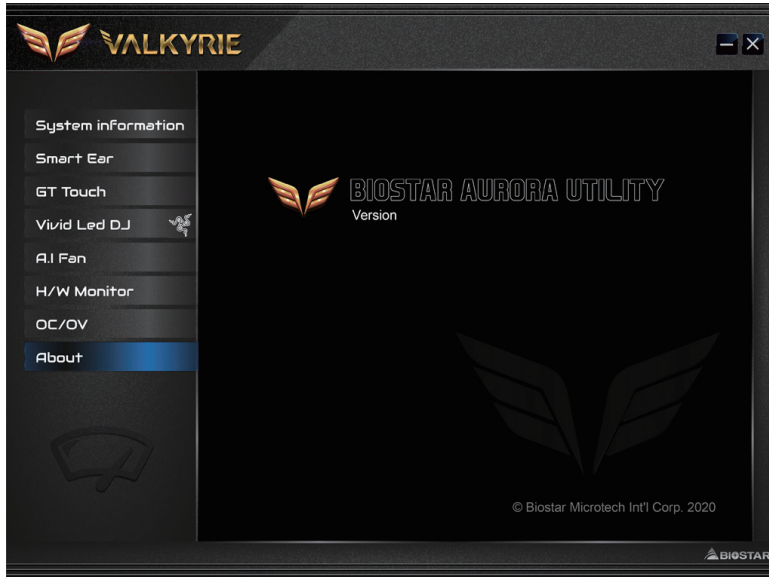 VALKYRIE
System information
Smart Ear
GT Touch
Vivid Led DJ
A.I Fan
H/W Monitor
OC/OV
About
BIOSTAR AURORA UTILITY
Version
© Biostar Microtech Int'l Corp. 2020
BIOSTAR